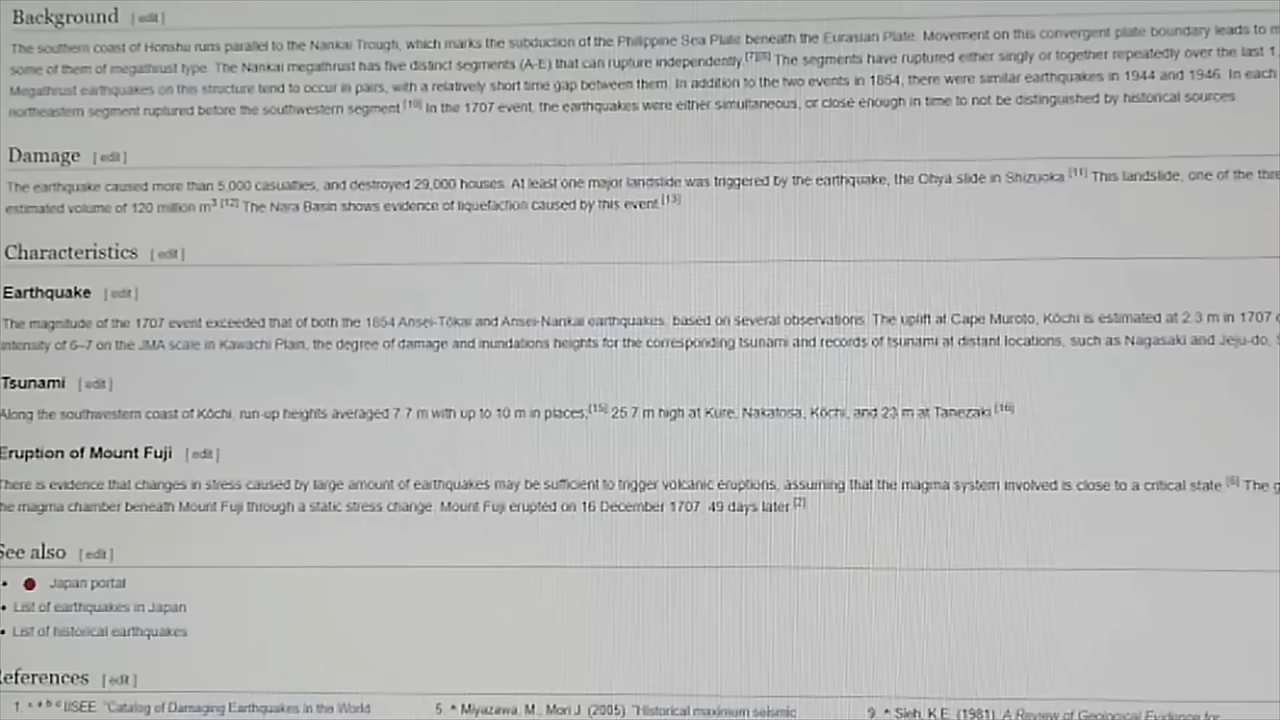 Background [ edit ]
The southern coast of Honshu runs parallel to the Nankai Trough, which marks the subduction of the Philippine Sea Plate beneath the Eurasian Plate. Movement on this convergent plate boundary leads to
some of them of megathrust type. The Nankai megathrust has five distinct segments (A-E) that can rupture independently, The segments have ruptured either singly or together repeatedly over the last 1
Megathrust earthquakes on this structure tend to occur in pairs, with a relatively short time gap between them. In addition to the two events in 1854, there were similar earthquakes in 1944 and 1946. In each
northeastern segment ruptured before the southwestern segment.[10] In the 1707 event, the earthquakes were either simultaneous, or close enough in time to not be distinguished by historical sources.
Damage [ edit ]
The earthquake caused more than 5,000 casualties, and destroyed 29,000 houses. At least one major landslide was triggered by the earthquake, the Ohya slide in Shizuoka.[11] This landslide, one of the
estimated volume of 120 million m3.[12] The Nara Basin shows evidence of liquefaction caused by this event.[13]
Characteristics [ edit ]
Earthquake [ edit ]
The magnitude of the 1707 event exceeded that of both the 1854 Ansei-Tōkai and Ansei-Nankai earthquakes, based on several observations. The uplift at Cape Muroto, Kōchi is estimated at 2.3 m in 1707
intensity of 6–7 on the JMA scale in Kawachi Plain, the degree of damage and inundations heights for the corresponding tsunami and records of tsunami at distant locations, such as Nagasaki and Jeju-do,
Tsunami [ edit ]
Along the southwestern coast of Kōchi, run-up heights averaged 7.7 m with up to 10 m in places,[15] 25.7 m high at Kure, Nakatosa, Kōchi, and 23 m at Tanezaki.[16]
Eruption of Mount Fuji [ edit ]
There is evidence that changes in stress caused by large amount of earthquakes may be sufficient to trigger volcanic eruptions, assuming that the magma system involved is close to a critical state.[6] The
he magma chamber beneath Mount Fuji through a static stress change. Mount Fuji erupted on 16 December 1707, 49 days later.[2]
See also [ edit ]
• Japan portal
• List of earthquakes in Japan
• List of historical earthquakes
References [ edit ]
1. ^ a b c IISEE. "Catalog of Damaging Earthquakes in the World
5. ^ Miyazawa, M., Mori J. (2005). "Historical maximum seismic
9. ^ Sieh, K.E. (1981). A Review of Geological Evidence for